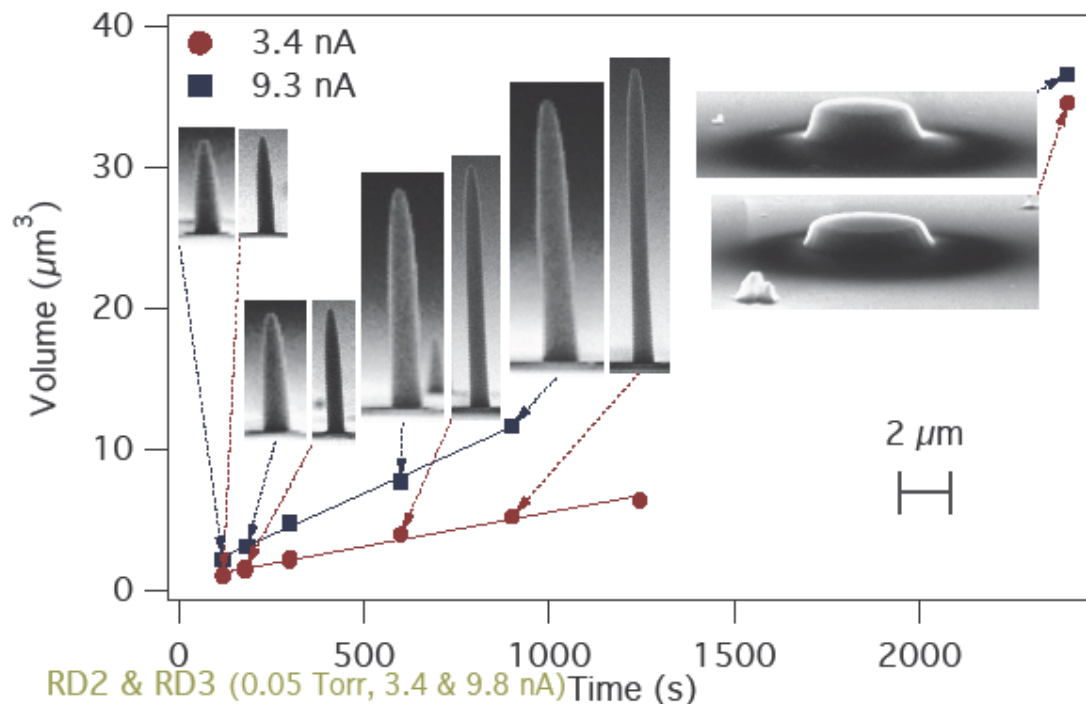 40
30
20
10
0
Volume (µm³)
3.4 nA
9.3 nA
2 µm
0 500 1000 1500 2000
RD2 & RD3 (0.05 Torr, 3.4 & 9.8 nA)
Time (s)